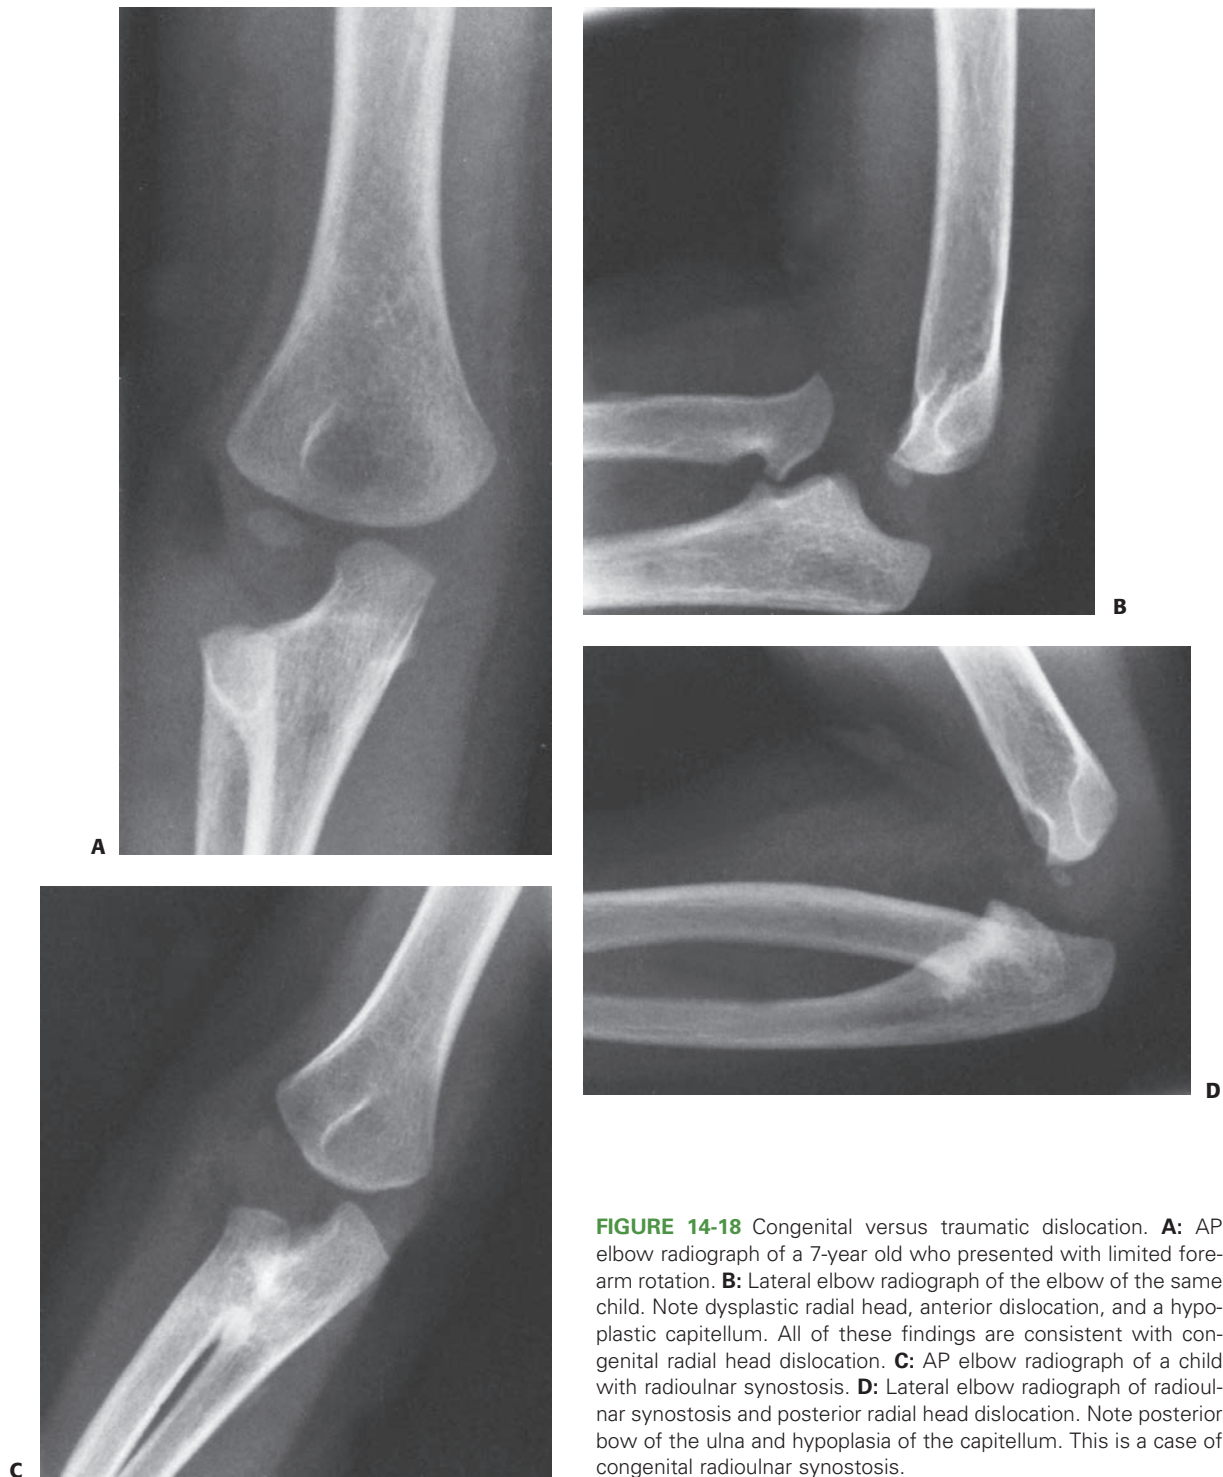 A
B
C
D
FIGURE 14-18 Congenital versus traumatic dislocation. A: AP
elbow radiograph of a 7-year old who presented with limited fore-
arm rotation. B: Lateral elbow radiograph of the elbow of the same
child. Note dysplastic radial head, anterior dislocation, and a hypo-
plastic capitellum. All of these findings are consistent with con-
genital radial head dislocation. C: AP elbow radiograph of a child
with radioulnar synostosis. D: Lateral elbow radiograph of radioul-
nar synostosis and posterior radial head dislocation. Note posterior
bow of the ulna and hypoplasia of the capitellum. This is a case of
congenital radioulnar synostosis.